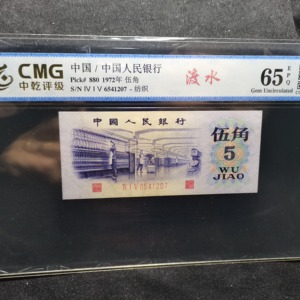 CMG
中乾评级
中国 / 中国人民银行
Pick# 880 1972年 伍角
S/N IV I V 6541207 - 纺织
渡水
65
EPQ
Gem Uncirculated
中國人民银行
伍角
5
WU
JIAO
IV I V 6541207